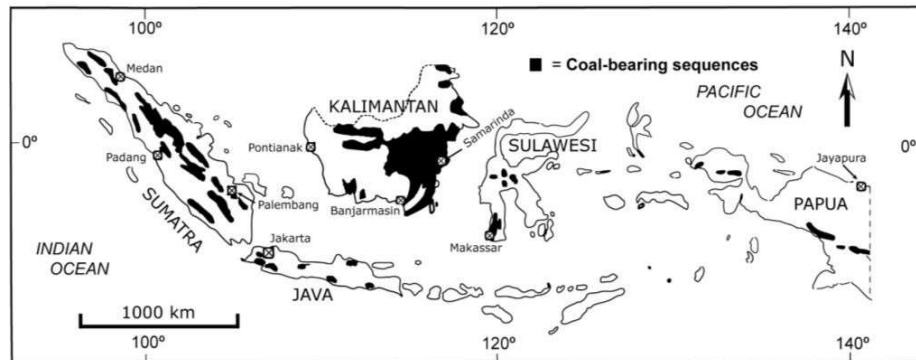 100º
120º
140º
Medan
■ = Coal-bearing sequences
N
PACIFIC
OCEAN
KALIMANTAN
Samarinda
0º
0º
Pontianak
SULAWESI
Padang
Jayapura
SUMATRA
Palembang
Banjarmasin
PAPUA
INDIAN
OCEAN
Jakarta
Makassar
JAVA
1000 km
100º
120º
140º